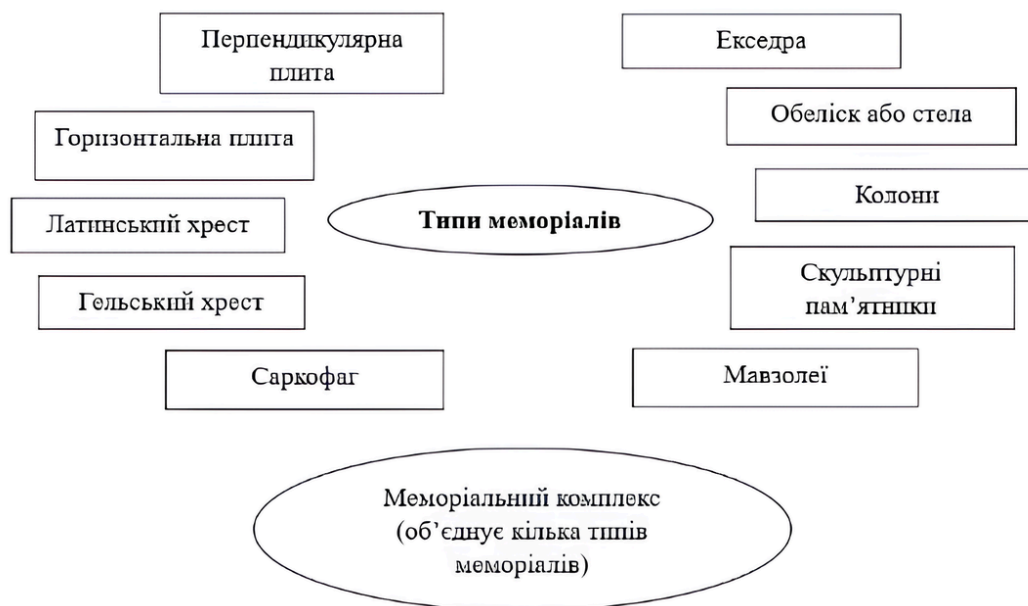 Перпендикулярна
плита
Екседра
Горизонтальна плита
Обеліск або стела
Латинський хрест
Типи меморіалів
Колони
Гельський хрест
Скульптурні
пам’ятники
Саркофаг
Мавзолеї
Меморіальний комплекс
(об’єднує кілька типів
меморіалів)